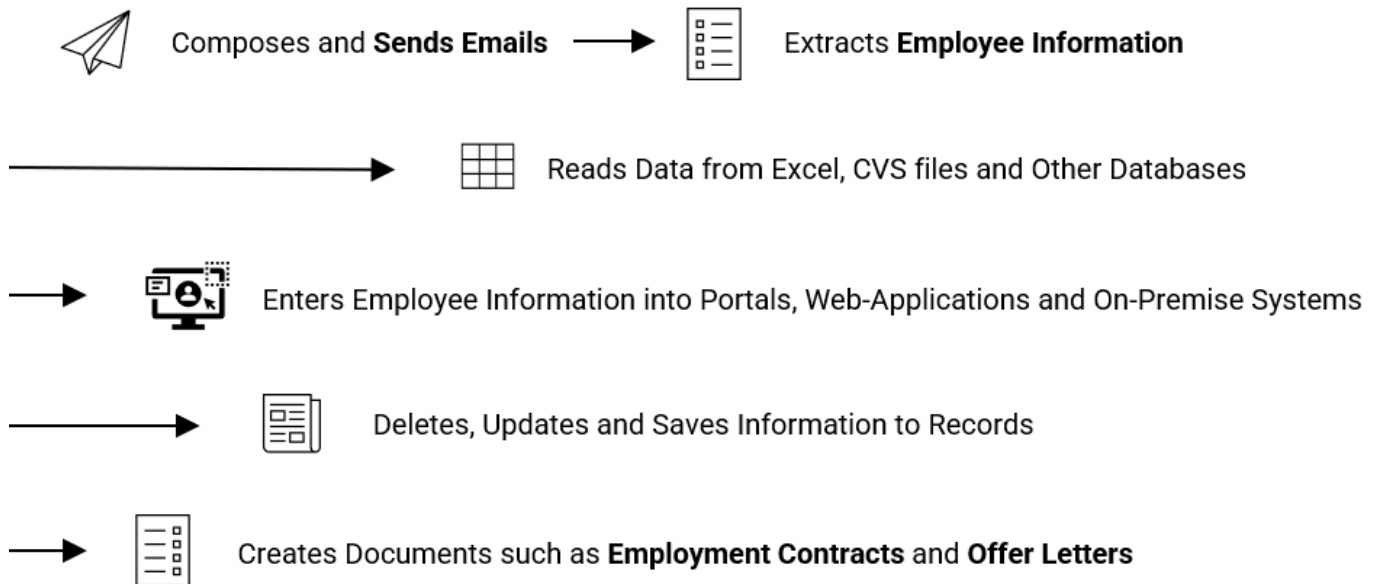 Composes and Sends Emails
Extracts Employee Information
Reads Data from Excel, CVS files and Other Databases
Enters Employee Information into Portals, Web-Applications and On-Premise Systems
Deletes, Updates and Saves Information to Records
Creates Documents such as Employment Contracts and Offer Letters